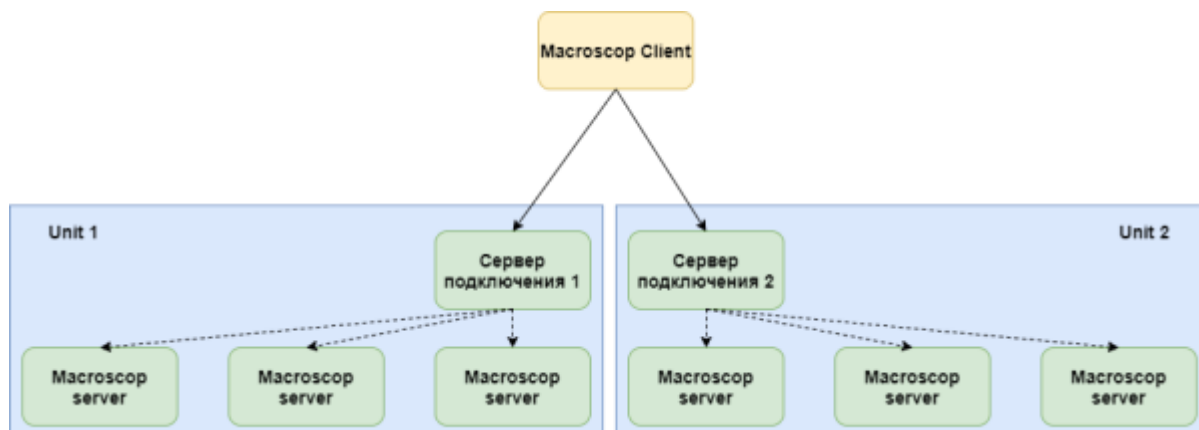 Macroscop Client
Unit 1
Unit 2
Сервер
подключения 1
Сервер
подключения 2
Macroscop
server
Macroscop
server
Macroscop
server
Macroscop
server
Macroscop
server
Macroscop
server